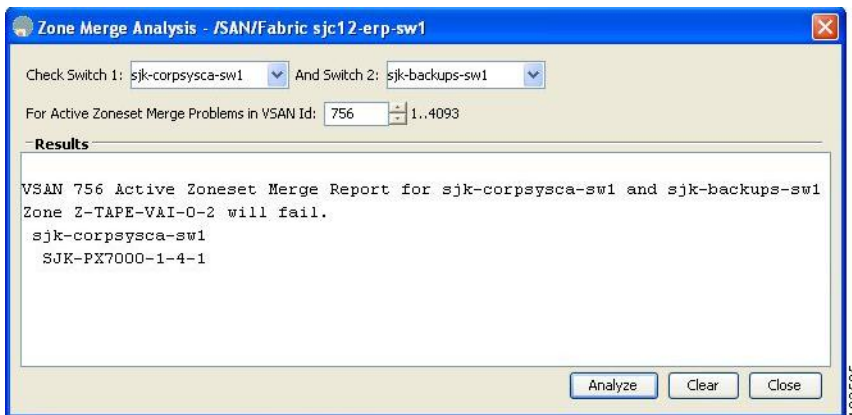 Zone Merge Analysis - /SAN/Fabric sjc12-erp-sw1
Check Switch 1: sjk-corpsysca-sw1 And Switch 2: sjk-backups-sw1
For Active Zoneset Merge Problems in VSAN Id: 756 1..4093
Results
VSAN 756 Active Zoneset Merge Report for sjk-corpsysca-sw1 and sjk-backups-sw1
Zone Z-TAPE-VAI-O-2 will fail.
sjk-corpsysca-sw1
SJK-PX7000-1-4-1
Analyze Clear Close